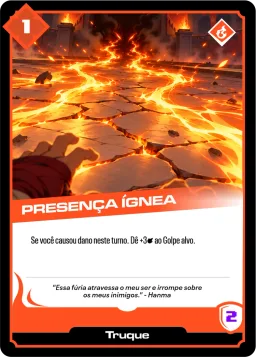 1
PRESENÇA ÍGNEA
Se você causou dano neste turno. Dê +3 ao Golpe alvo.
"Essa fúria atravessa o meu ser e irrompe sobre
os meus inimigos." - Hanma
2
Truque